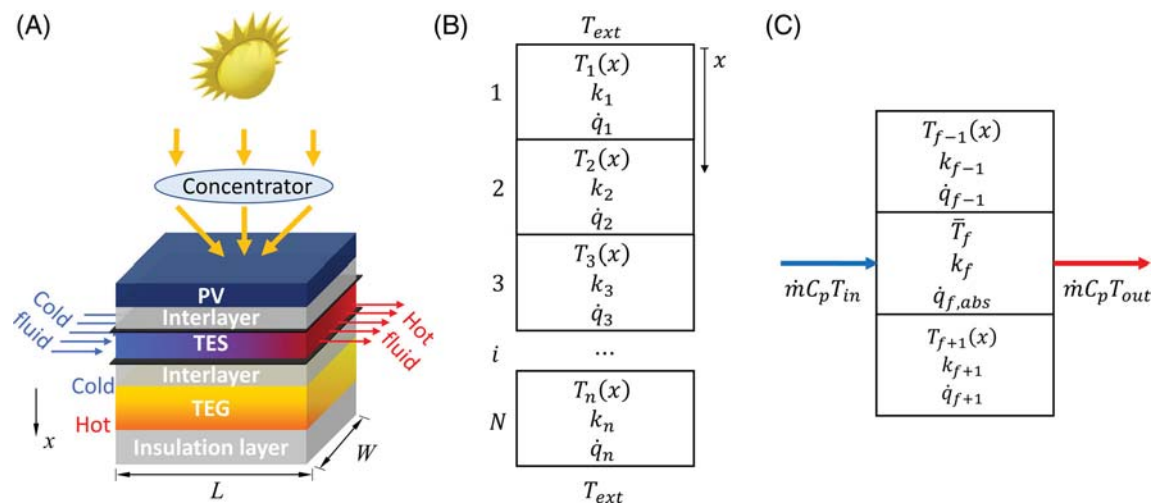 (A)
Concentrator
PV
Interlayer
TES
Interlayer
TEG
Insulation layer
Cold
fluid
Hot
fluid
Cold
Hot
x
L
W
(B)
T_ext
x
1
T_1(x)
k_1
q̇_1
2
T_2(x)
k_2
q̇_2
3
T_3(x)
k_3
q̇_3
i
...
N
T_n(x)
k_n
q̇_n
T_ext
(C)
T_{f−1}(x)
k_{f−1}
q̇_{f−1}
T̄_f
k_f
q̇_{f,abs}
ṁC_pT_in
ṁC_pT_out
T_{f+1}(x)
k_{f+1}
q̇_{f+1}